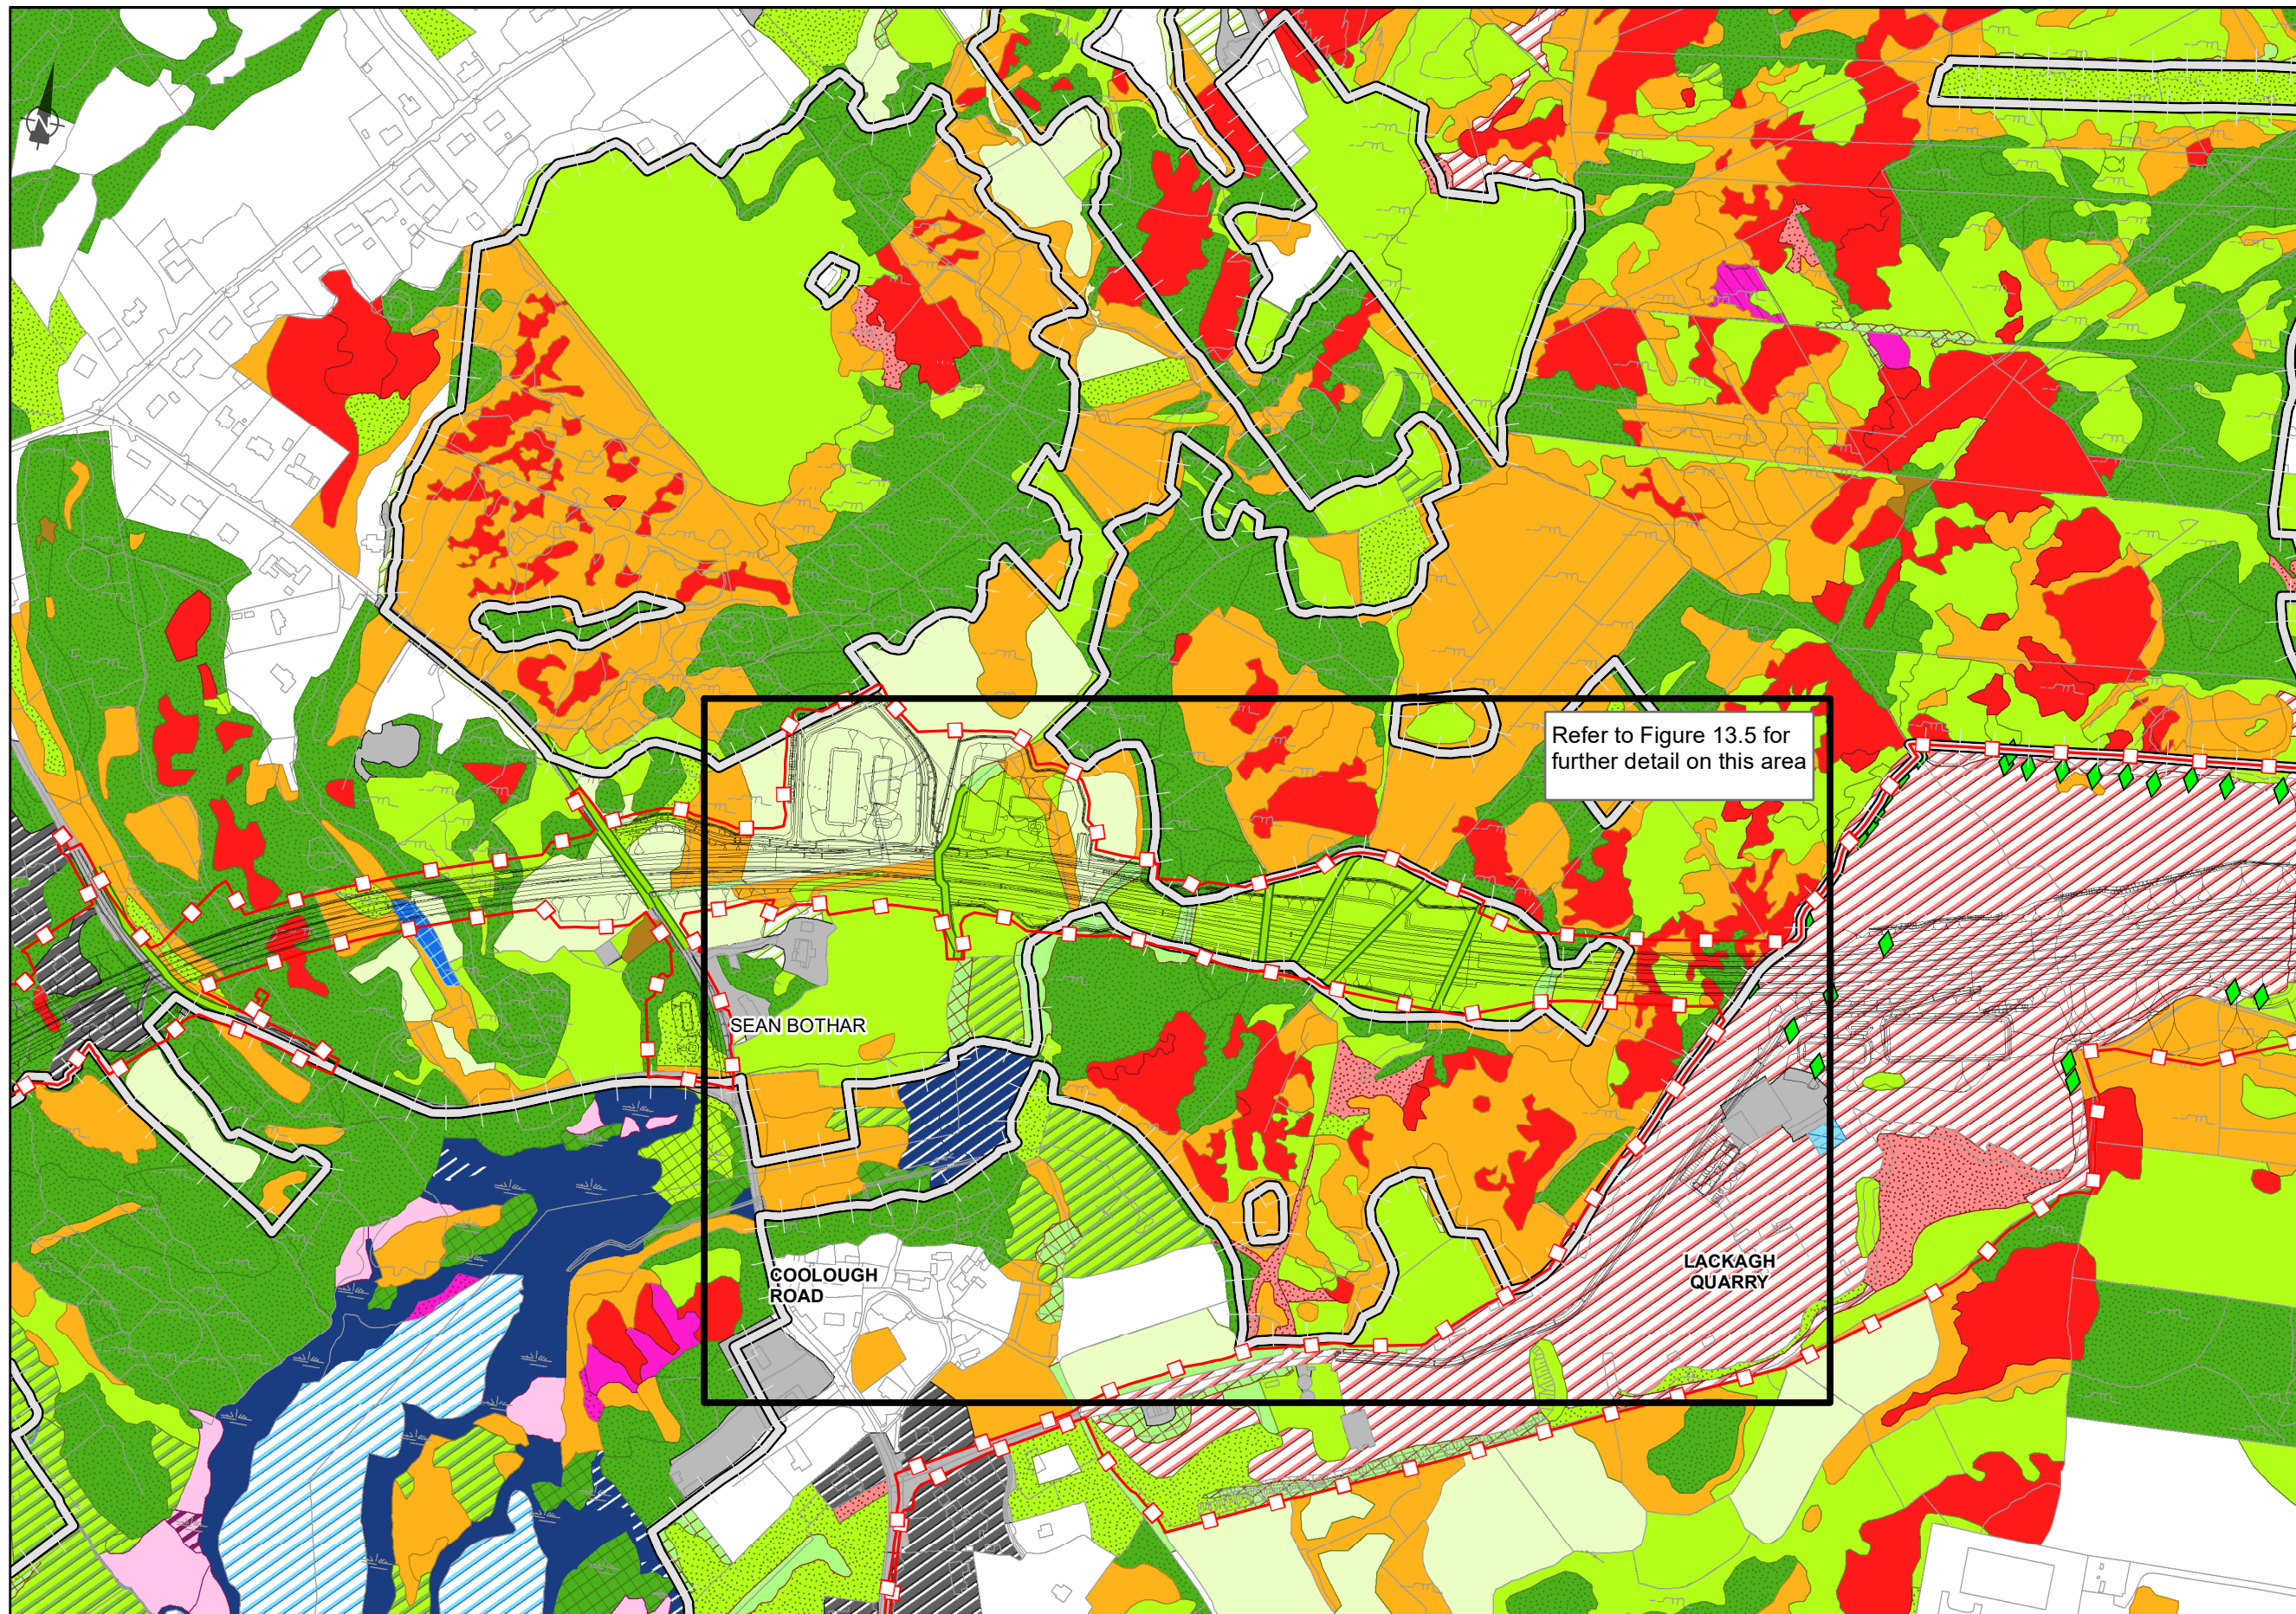 N
Refer to Figure 13.5 for
further detail on this area
SEAN BOTHAR
COOLOUGH
ROAD
LACKAGH
QUARRY